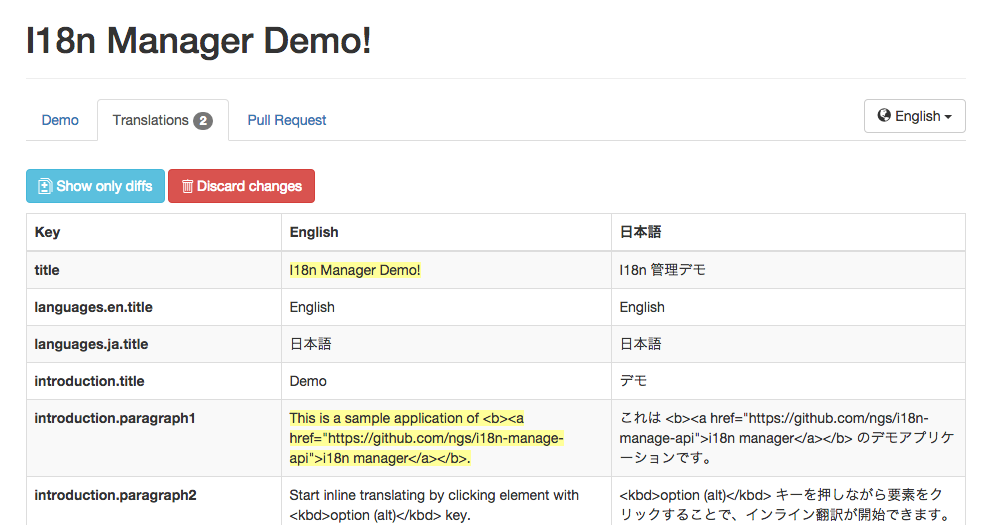 I18n Manager Demo!
Demo
Translations 2
Pull Request
English
Show only diffs
Discard changes
Key English 日本語
title I18n Manager Demo! I18n 管理デモ
languages.en.title English English
languages.ja.title 日本語 日本語
introduction.title Demo デモ
introduction.paragraph1
This is a sample application of <b><a
href="https://github.com/ngs/i18n-manage-
api">i18n manager</a></b>.
これは <b><a href="https://github.com/ngs/i18n-
manage-api">i18n manager</a></b> のデモアプリケ
ーションです。
introduction.paragraph2
Start inline translating by clicking element with
<kbd>option (alt)</kbd> key.
<kbd>option (alt)</kbd> キーを押しながら要素をク
リックすることで、インライン翻訳が開始できます。